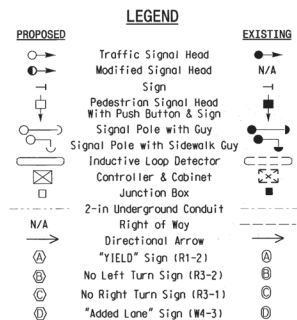 LEGEND
PROPOSED EXISTING
Traffic Signal Head
Modified Signal Head N/A
Sign
Pedestrian Signal Head
With Push Button & Sign
Signal Pole with Guy
Signal Pole with Sidewalk Guy
Inductive Loop Detector
Controller & Cabinet
Junction Box
2-in Underground Conduit
N/A Right of Way
Directional Arrow
A "YIELD" Sign (R1-2) A
B No Left Turn Sign (R3-2) B
C No Right Turn Sign (R3-1) C
D "Added Lane" Sign (W4-3) D